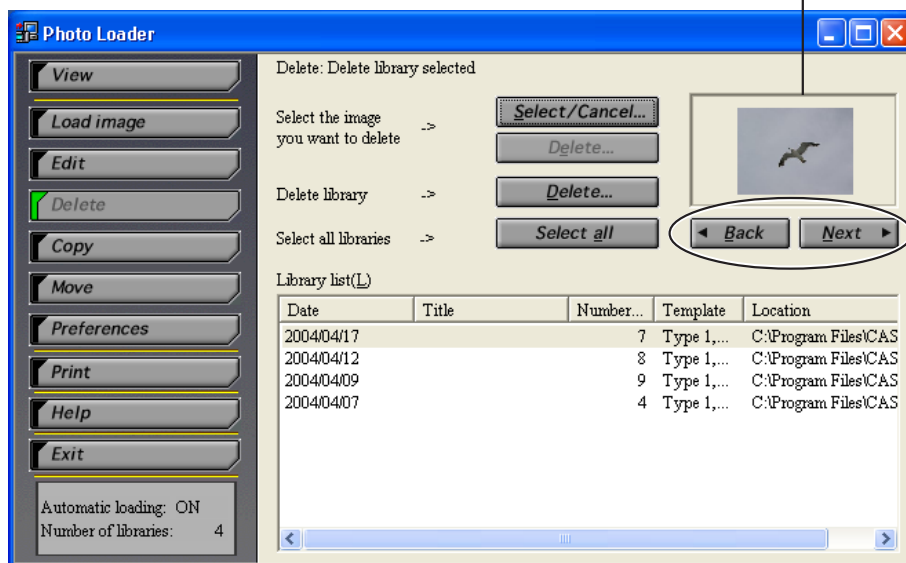 Photo Loader
View
Load image
Edit
Delete
Copy
Move
Preferences
Print
Help
Exit
Automatic loading: ON
Number of libraries: 4
Delete: Delete library selected
Select the image
you want to delete
->
Select/Cancel...
Delete...
Delete library -> Delete...
Select all libraries -> Select all
Back Next
Library list(L)
Date Title Number... Template Location
2004/04/17 7 Type 1,... C:\Program Files\CAS
2004/04/12 8 Type 1,... C:\Program Files\CAS
2004/04/09 9 Type 1,... C:\Program Files\CAS
2004/04/07 4 Type 1,... C:\Program Files\CAS